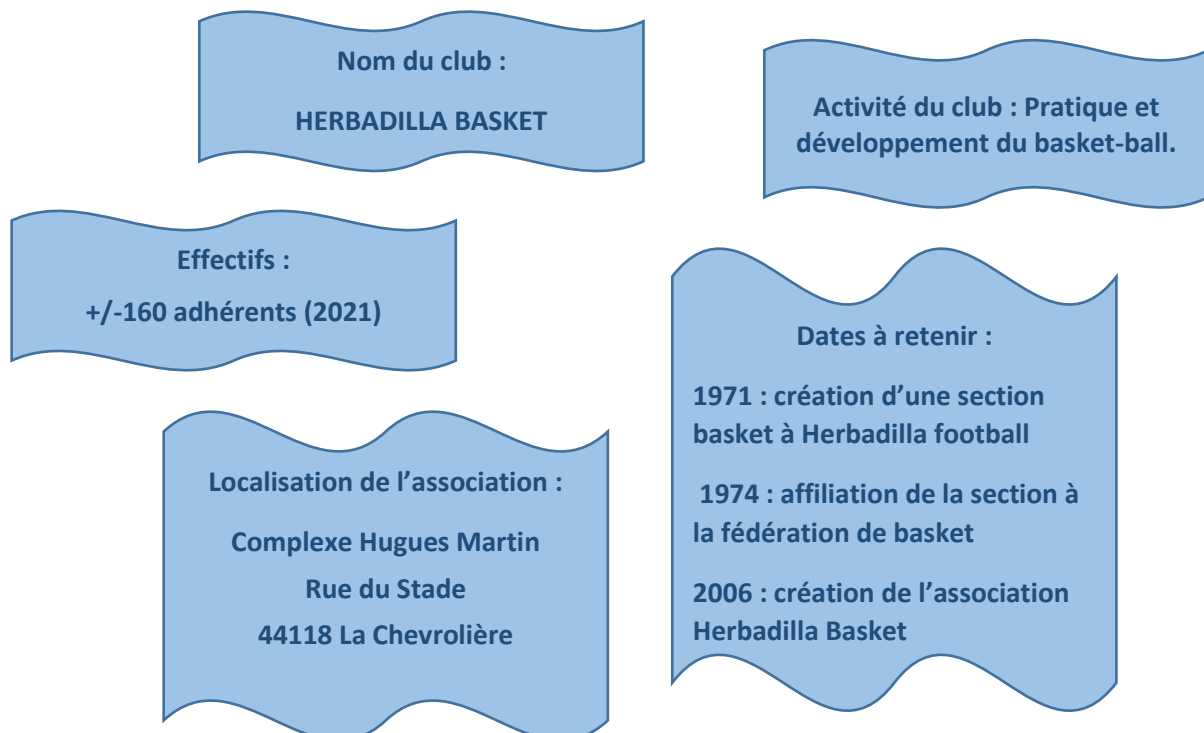 Nom du club :
HERBADILLA BASKET
Activité du club : Pratique et
développement du basket-ball.
Effectifs :
+/-160 adhérents (2021)
Dates à retenir :
1971 : création d’une section
basket à Herbadilla football
1974 : affiliation de la section à
la fédération de basket
2006 : création de l’association
Herbadilla Basket
Localisation de l’association :
Complexe Hugues Martin
Rue du Stade
44118 La Chevrolière